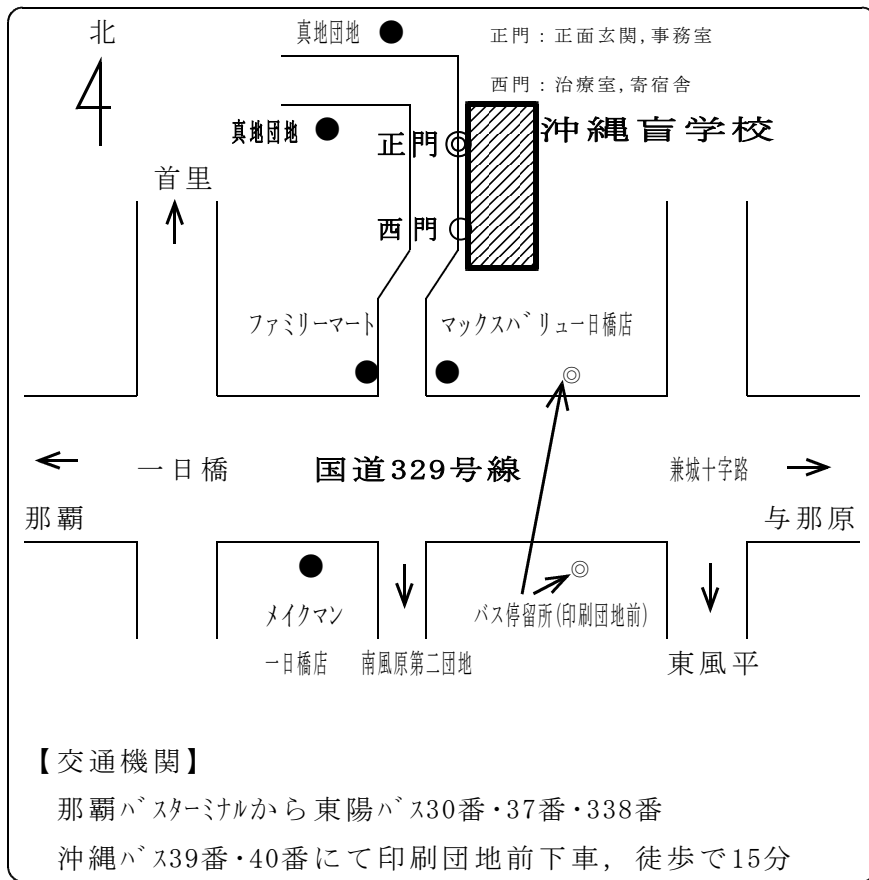 北
真地団地
正門：正面玄関,事務室
西門：治療室,寄宿舎
真地団地
正門
沖縄盲学校
首里
西門
ファミリーマート
マックスバリュー一日橋店
一日橋
国道329号線
兼城十字路
那覇
与那原
メイクマン
一日橋店
南風原第二団地
バス停留所(印刷団地前)
東風平
【交通機関】
那覇バスターミナルから東陽バス30番・37番・338番
沖縄バス39番・40番にて印刷団地前下車，徒歩で15分